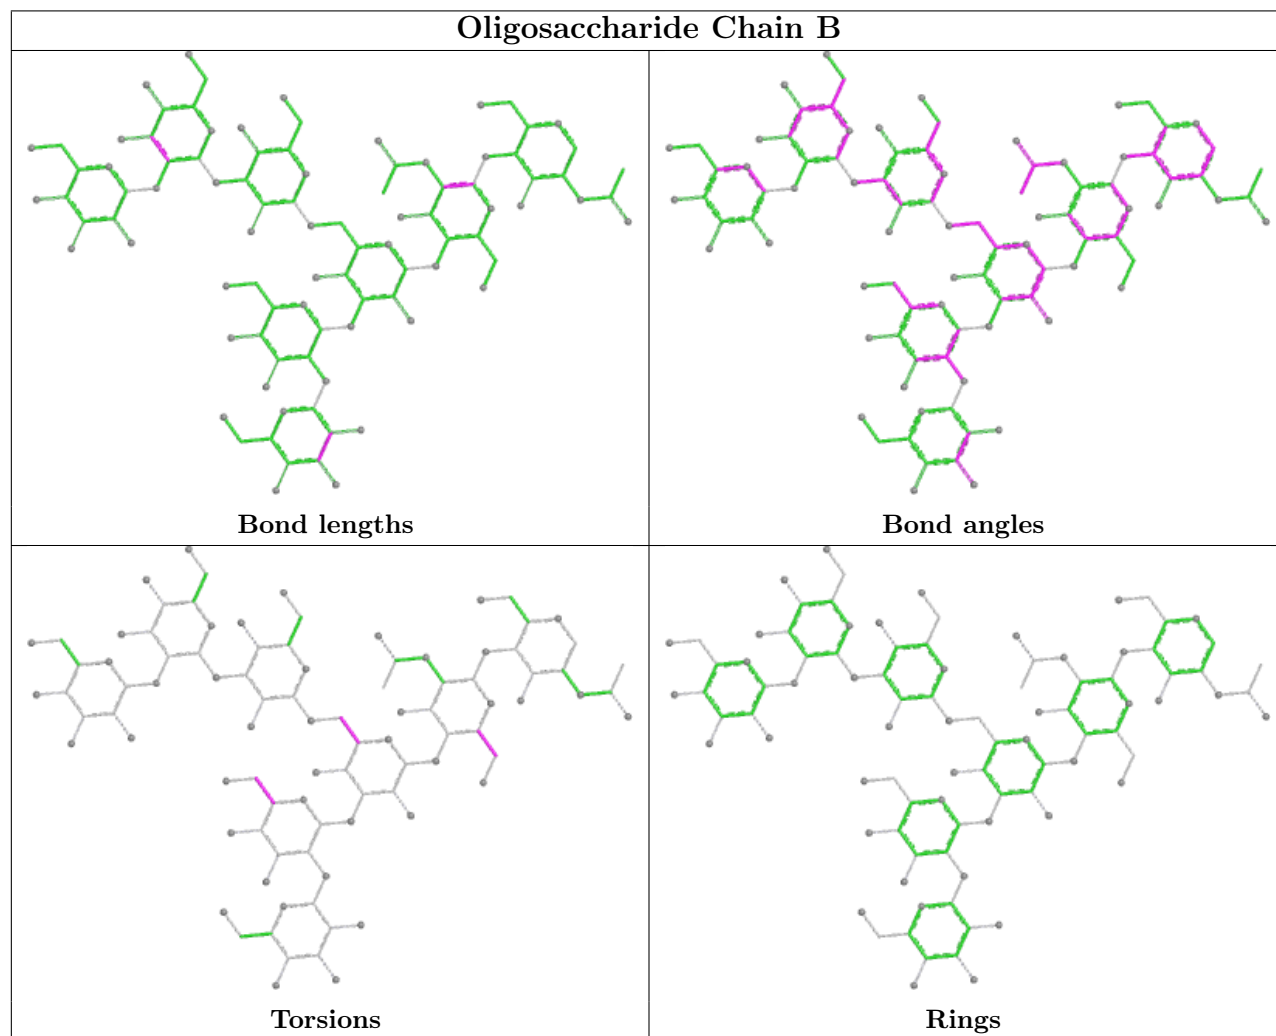 Oligosaccharide Chain B
Bond lengths
Bond angles
Torsions
Rings